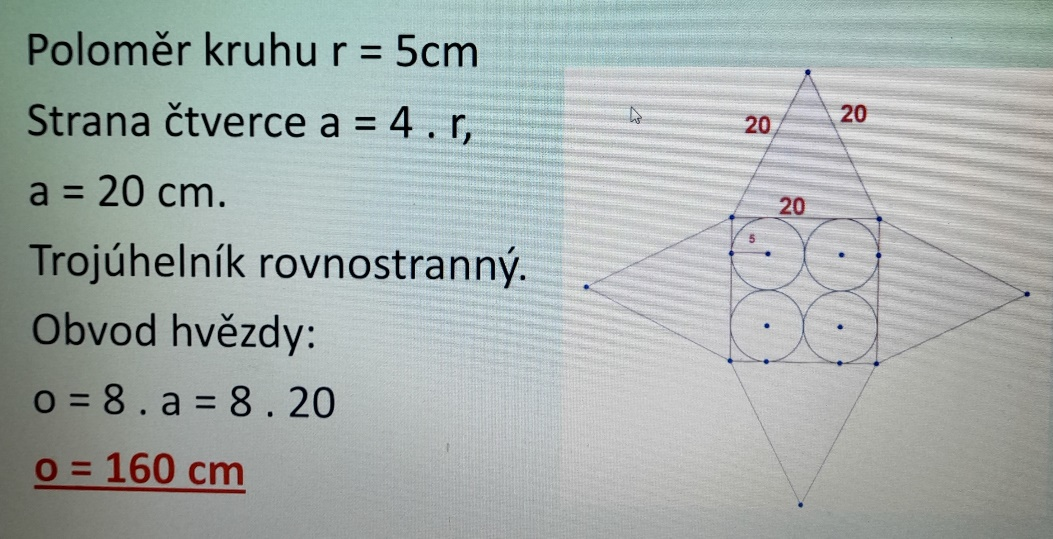 Poloměr kruhu r = 5cm
Strana čtverce a = 4 . r,
a = 20 cm.
Trojúhelník rovnostranný.
Obvod hvězdy:
o = 8 . a = 8 . 20
o = 160 cm
20
20
20
5